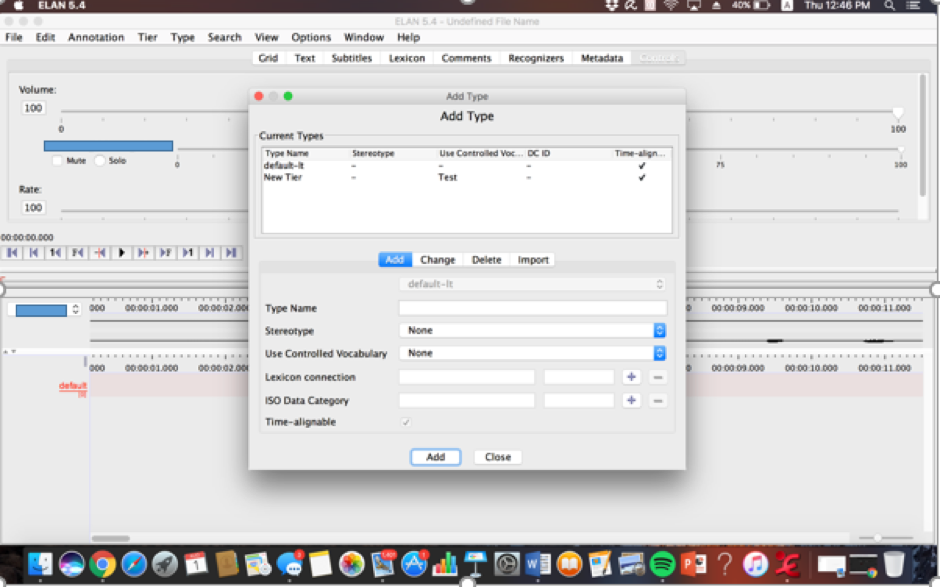 ELAN 5.4 40% A Thu 12:46 PM
ELAN 5.4 - Undefined File Name
File Edit Annotation Tier Type Search View Options Window Help
Grid Text Subtitles Lexicon Comments Recognizers Metadata
Volume:
100
0 100
Mute Solo 0 75 100
Rate:
100
00:00:00.000
Add Type
Add Type
Current Types
Type Name Stereotype Use Controlled Voc... DC ID Time-align...
default-lt - - - ✓
New Tier - Test - ✓
Add Change Delete Import
default-lt
Type Name
Stereotype None
Use Controlled Vocabulary None
Lexicon connection
ISO Data Category
Time-alignable ✓
Add Close
000 00:00:01.000 00:00:02.00 00:00:09.000 00:00:10.000 00:00:11.000
000 00:00:01.000 00:00:02.00 00:00:09.000 00:00:10.000 00:00:11.000
default